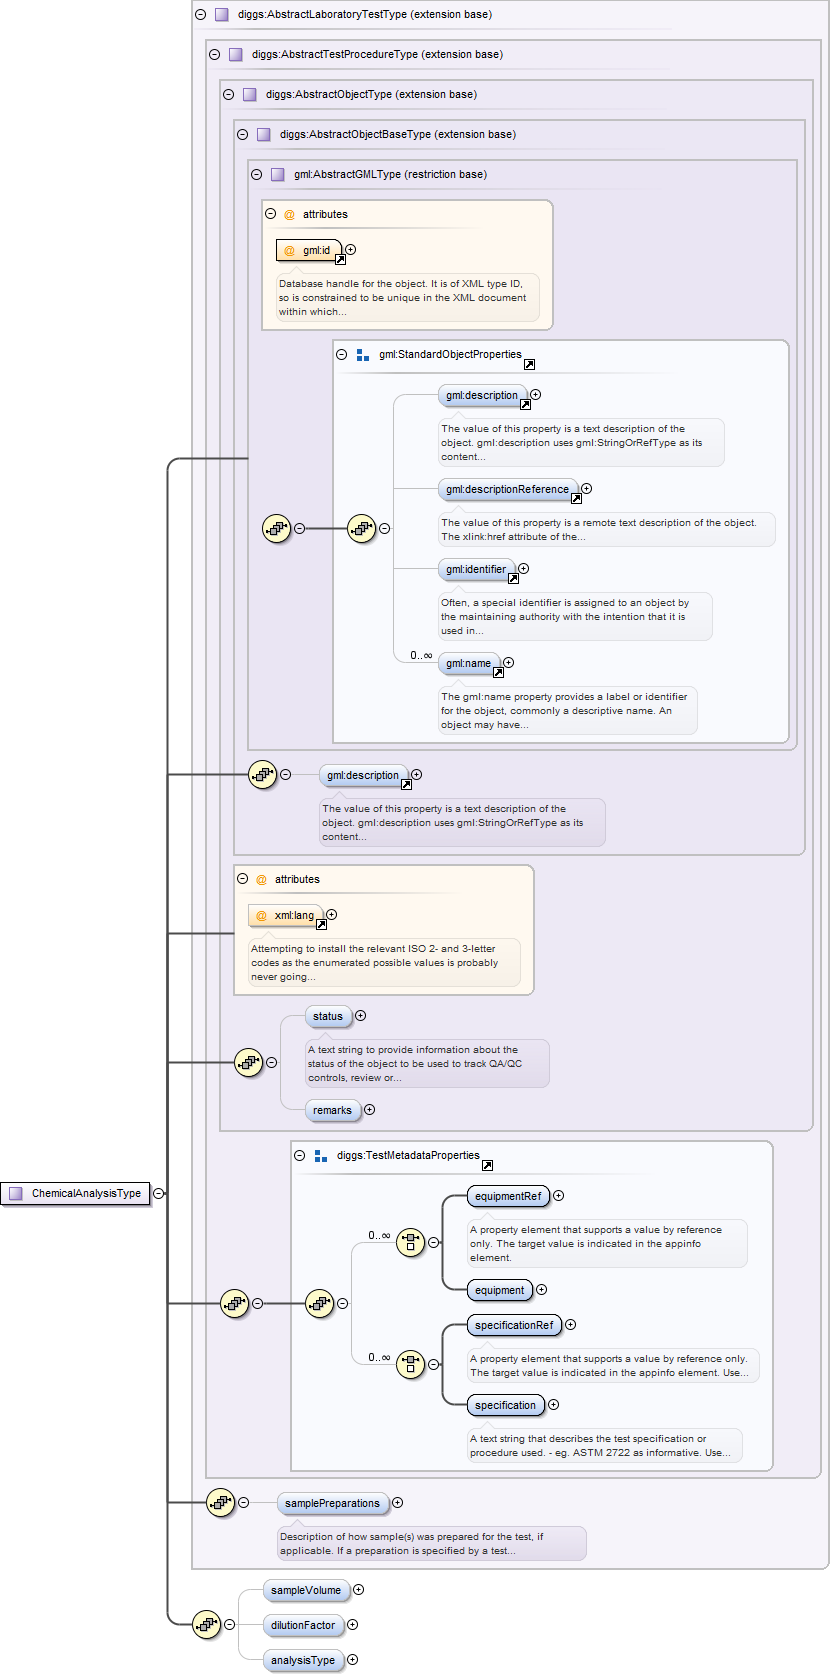 diggs:AbstractLaboratoryTestType (extension base)
diggs:AbstractTestProcedureType (extension base)
diggs:AbstractObjectType (extension base)
diggs:AbstractObjectBaseType (extension base)
gml:AbstractGMLType (restriction base)
@ attributes
@ gml:id
Database handle for the object. It is of XML type ID,
so is constrained to be unique in the XML document
within which...
gml:StandardObjectProperties
gml:description
The value of this property is a text description of the
object. gml:description uses gml:StringOrRefType as its
content...
gml:descriptionReference
The value of this property is a remote text description of the object.
The xlink:href attribute of the...
gml:identifier
Often, a special identifier is assigned to an object by
the maintaining authority with the intention that it is
used in...
0..∞
gml:name
The gml:name property provides a label or identifier
for the object, commonly a descriptive name. An
object may have...
gml:description
The value of this property is a text description of the
object. gml:description uses gml:StringOrRefType as its
content...
@ attributes
@ xml:lang
Attempting to install the relevant ISO 2- and 3-letter
codes as the enumerated possible values is probably
never going...
status
A text string to provide information about the
status of the object to be used to track QA/QC
controls, review or...
remarks
diggs:TestMetadataProperties
ChemicalAnalysisType
equipmentRef
0..∞
A property element that supports a value by reference
only. The target value is indicated in the appinfo
element.
equipment
specificationRef
0..∞
A property element that supports a value by reference only.
The target value is indicated in the appinfo element. Use...
specification
A text string that describes the test specification or
procedure used. - eg. ASTM 2722 as informative. Use...
samplePreparations
Description of how sample(s) was prepared for the test, if
applicable. If a preparation is specified by a test...
sampleVolume
dilutionFactor
analysisType